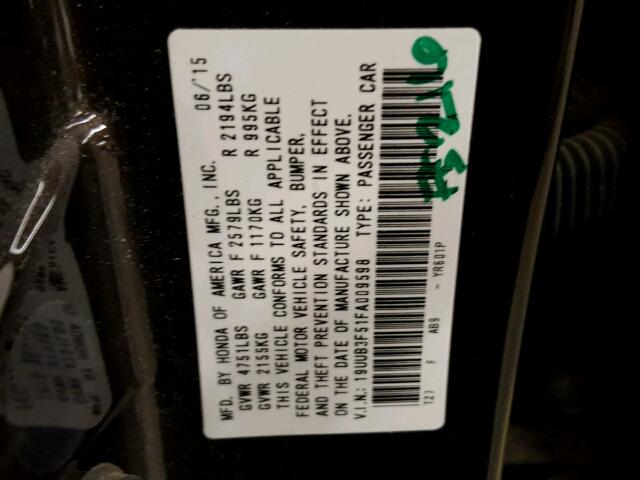 MFD. BY HONDA OF AMERICA MFG., INC. 06/'15
GVWR 4751LBS GAWR F 2579LBS R 2194LBS
GVWR 2155KG GAWR F 1170KG R 995KG
THIS VEHICLE CONFORMS TO ALL APPLICABLE
FEDERAL MOTOR VEHICLE SAFETY, BUMPER,
AND THEFT PREVENTION STANDARDS IN EFFECT
ON THE DATE OF MANUFACTURE SHOWN ABOVE.
V.I.N.: 19UUB3F51FA009598 TYPE: PASSENGER CAR
T27 F AB9 - YR601P A